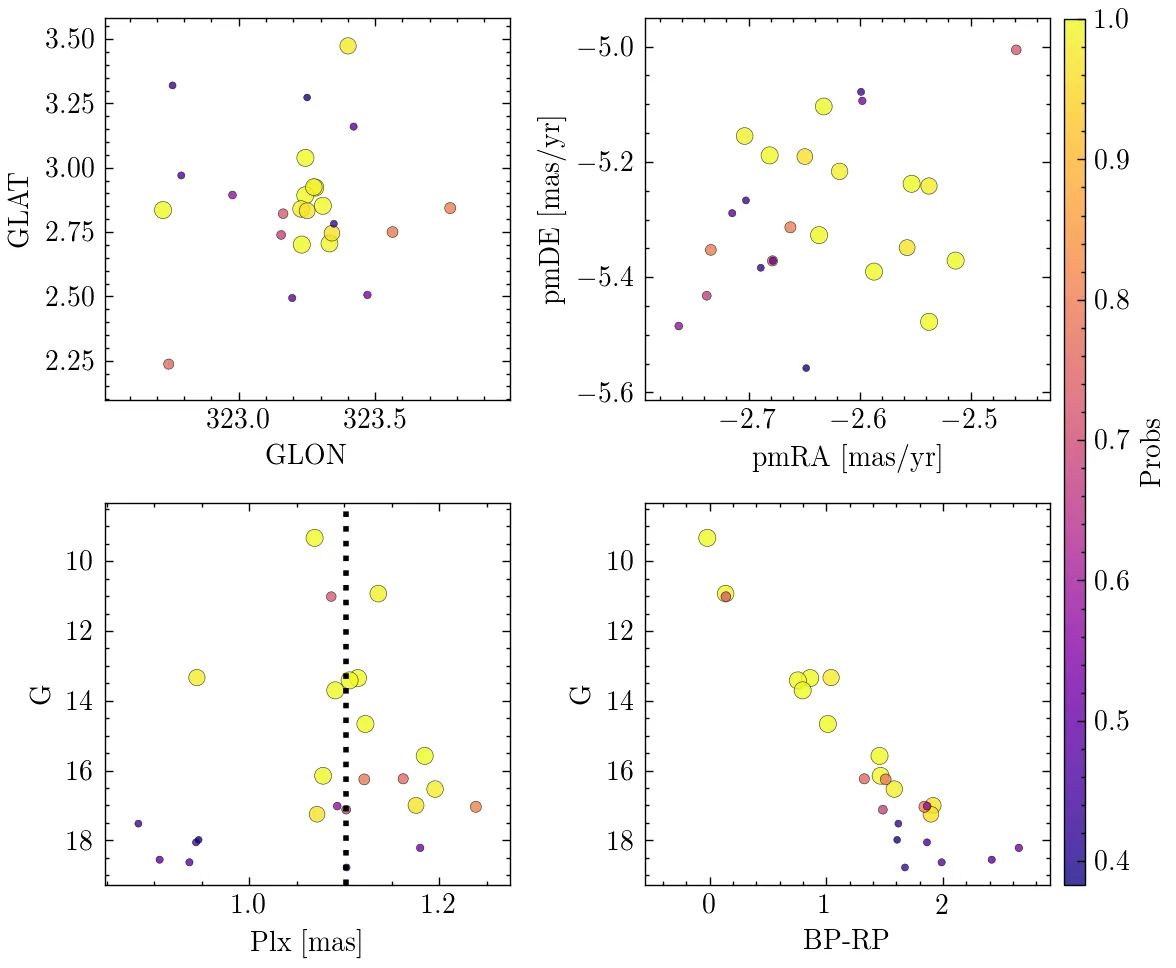 3.50
3.25
3.00
2.75
2.50
2.25
GLAT
323.0 323.5
GLON
−5.0
−5.2
−5.4
−5.6
pmDE [mas/yr]
−2.7 −2.6 −2.5
pmRA [mas/yr]
10
12
14
16
18
G
1.0 1.2
Plx [mas]
10
12
14
16
18
G
0 1 2
BP-RP
1.0
0.9
0.8
0.7
0.6
0.5
0.4
Probs